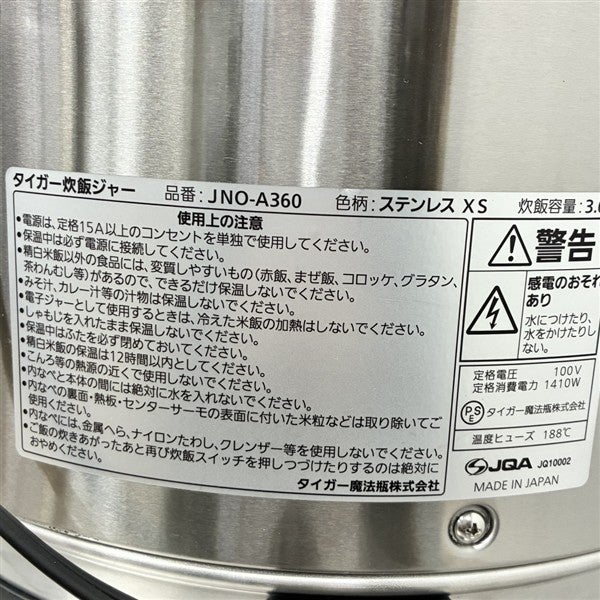 タイガー炊飯ジャー 品番:JNO-A360 色柄:ステンレス XS 炊飯容量:3.
使用上の注意
•電源は、定格15A以上のコンセントを単独で使用してください。
•保温中は必ず電源に接続してください。
•精白米飯以外の食品には、変質しやすいもの(赤飯、まぜ飯、コロッケ、グラタン、
茶わんむし等)があるので、できるだけ保温しないでください。
•みそ汁、カレー汁等の汁物は保温しないでください。
•電子ジャーとして使用するときは、冷えた米飯の加熱はしないでください。
•しゃもじを入れたまま保温しないでください。
•保温中はふたを必ず閉めておいてください。
•精白米飯の保温は12時間以内としてください。
•こんろ等の熱源の近くで使用しないでください。
•内なべと本体の間には絶対に水を入れないでください。
•内なべの裏面・熱板・センターサーモの表面に付いた米粒などは取り除いてご
使用ください。
•内なべには、金属へら、ナイロンたわし、クレンザー等を使用しないでください。
•ご飯の炊きあがったあと再び炊飯スイッチを押しつづけたりするのは絶対に
おやめください。
タイガー魔法瓶株式会社
警告
感電のおそれ
あり
水につけたり、
水をかけたりし
ない。
定格電圧 100V
定格消費電力 1410W
PSE タイガー魔法瓶株式会社
温度ヒューズ 188℃
JQA JQ10002
MADE IN JAPAN